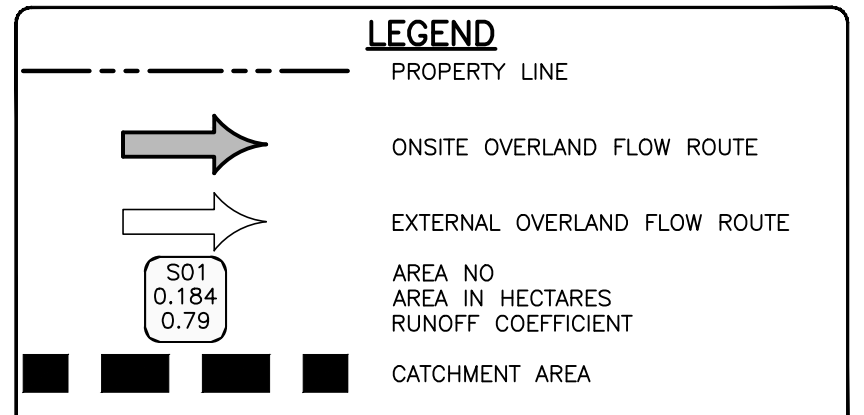 LEGEND
PROPERTY LINE
ONSITE OVERLAND FLOW ROUTE
EXTERNAL OVERLAND FLOW ROUTE
S01
0.184
0.79
AREA NO
AREA IN HECTARES
RUNOFF COEFFICIENT
CATCHMENT AREA